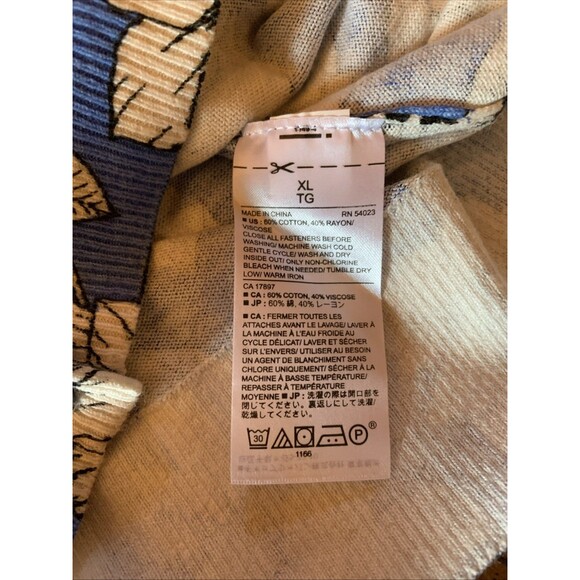 XL
TG
MADE IN CHINA RN 54023
■ US : 60% COTTON, 40% RAYON/
VISCOSE
CLOSE ALL FASTENERS BEFORE
WASHING/ MACHINE WASH COLD
GENTLE CYCLE/ WASH AND DRY
INSIDE OUT/ ONLY NON-CHLORINE
BLEACH WHEN NEEDED/ TUMBLE DRY
LOW/ WARM IRON
CA 17897
■ CA : 60% COTON, 40% VISCOSE
■ JP : 60% 綿, 40% レーヨン
■ CA : FERMER TOUTES LES
ATTACHES AVANT LE LAVAGE/ LAVER À
LA MACHINE À L'EAU FROIDE AU
CYCLE DÉLICAT/ LAVER ET SÉCHER
SUR L'ENVERS/ UTILISER AU BESOIN
UN AGENT DE BLANCHIMENT SANS
CHLORE UNIQUEMENT/ SÉCHER À LA
MACHINE À BASSE TEMPÉRATURE/
REPASSER À TEMPÉRATURE
MOYENNE ■ JP : 洗濯の際は開口部を
閉じてください。裏返しにして洗濯/
乾燥してください。
30 P ®
1166